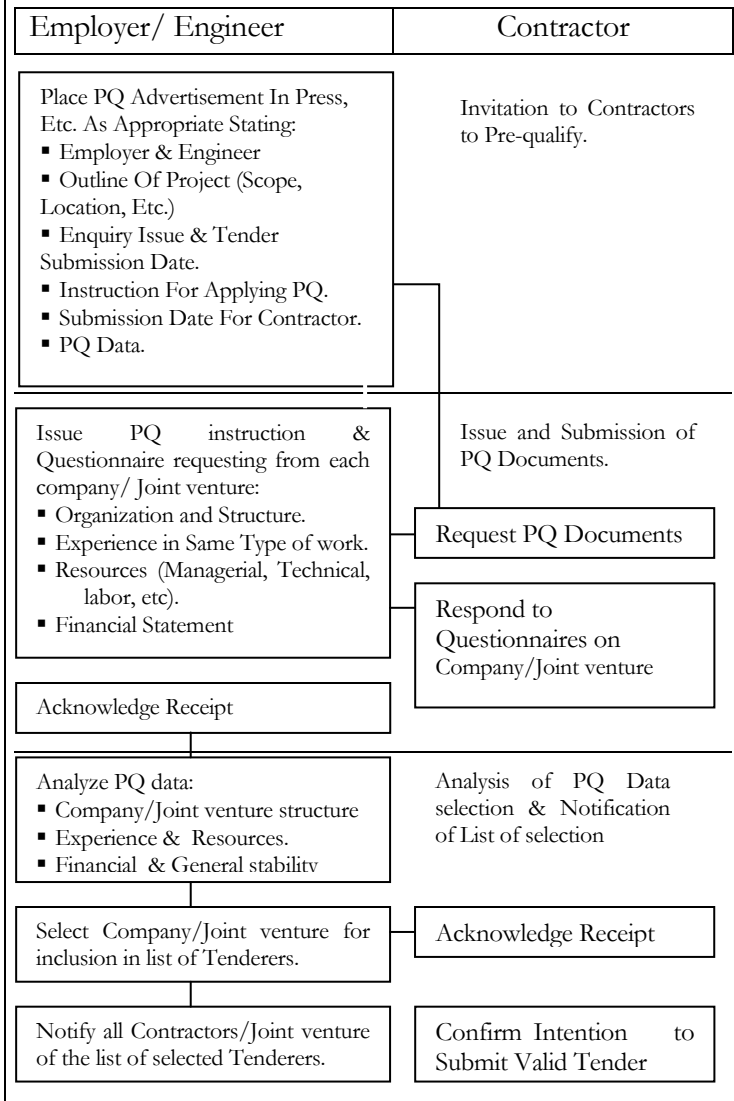 Employer/ Engineer
Contractor
Place PQ Advertisement In Press,
Etc. As Appropriate Stating:
▪ Employer & Engineer
▪ Outline Of Project (Scope,
Location, Etc.)
▪ Enquiry Issue & Tender
Submission Date.
▪ Instruction For Applying PQ.
▪ Submission Date For Contractor.
▪ PQ Data.
Invitation to Contractors
to Pre-qualify.
Issue PQ instruction &
Questionnaire requesting from each
company/ Joint venture:
▪ Organization and Structure.
▪ Experience in Same Type of work.
▪ Resources (Managerial, Technical,
labor, etc).
▪ Financial Statement
Issue and Submission of
PQ Documents.
Request PQ Documents
Respond to
Questionnaires on
Company/Joint venture
Acknowledge Receipt
Analyze PQ data:
▪ Company/Joint venture structure
▪ Experience & Resources.
▪ Financial & General stability
Analysis of PQ Data
selection & Notification
of List of selection
Select Company/Joint venture for
inclusion in list of Tenderers.
Acknowledge Receipt
Notify all Contractors/Joint venture
of the list of selected Tenderers.
Confirm Intention to
Submit Valid Tender